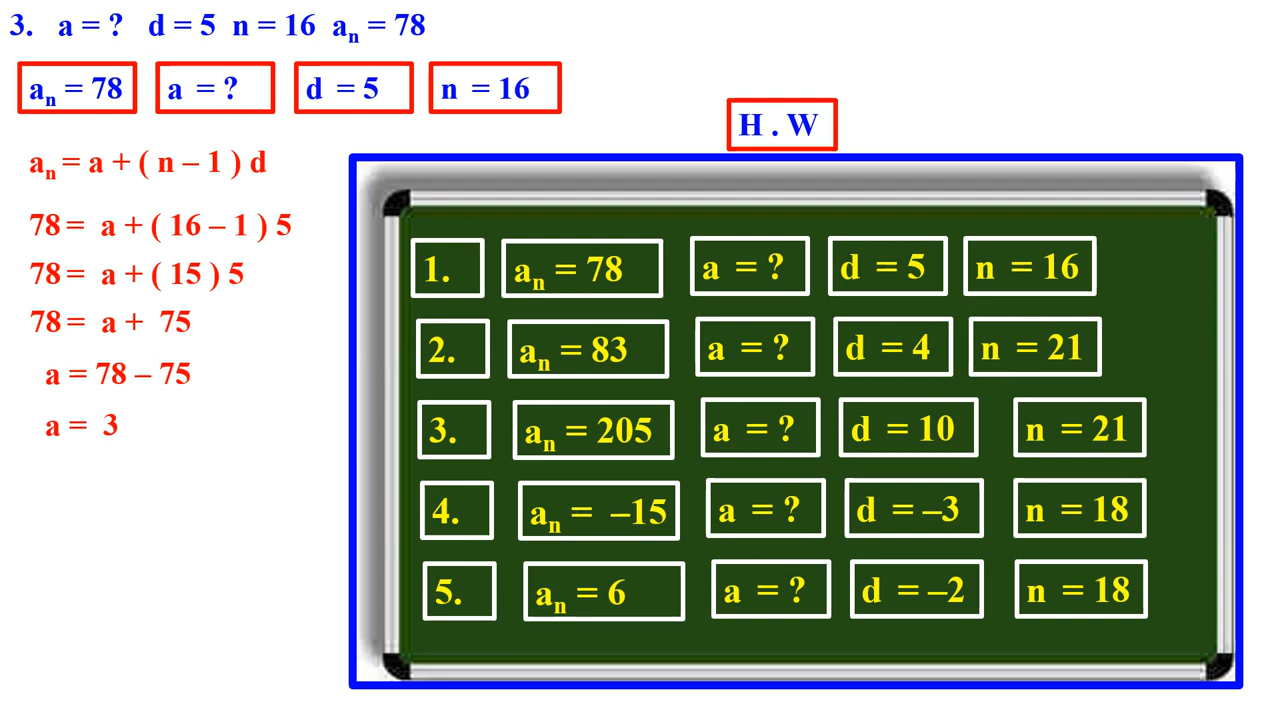 3. a = ? d = 5 n = 16 aₙ = 78
aₙ = 78 a = ? d = 5 n = 16
aₙ = a + ( n – 1 ) d
78 = a + ( 16 – 1 ) 5
78 = a + ( 15 ) 5
78 = a + 75
a = 78 – 75
a = 3
H . W
1. aₙ = 78 a = ? d = 5 n = 16
2. aₙ = 83 a = ? d = 4 n = 21
3. aₙ = 205 a = ? d = 10 n = 21
4. aₙ = –15 a = ? d = –3 n = 18
5. aₙ = 6 a = ? d = –2 n = 18